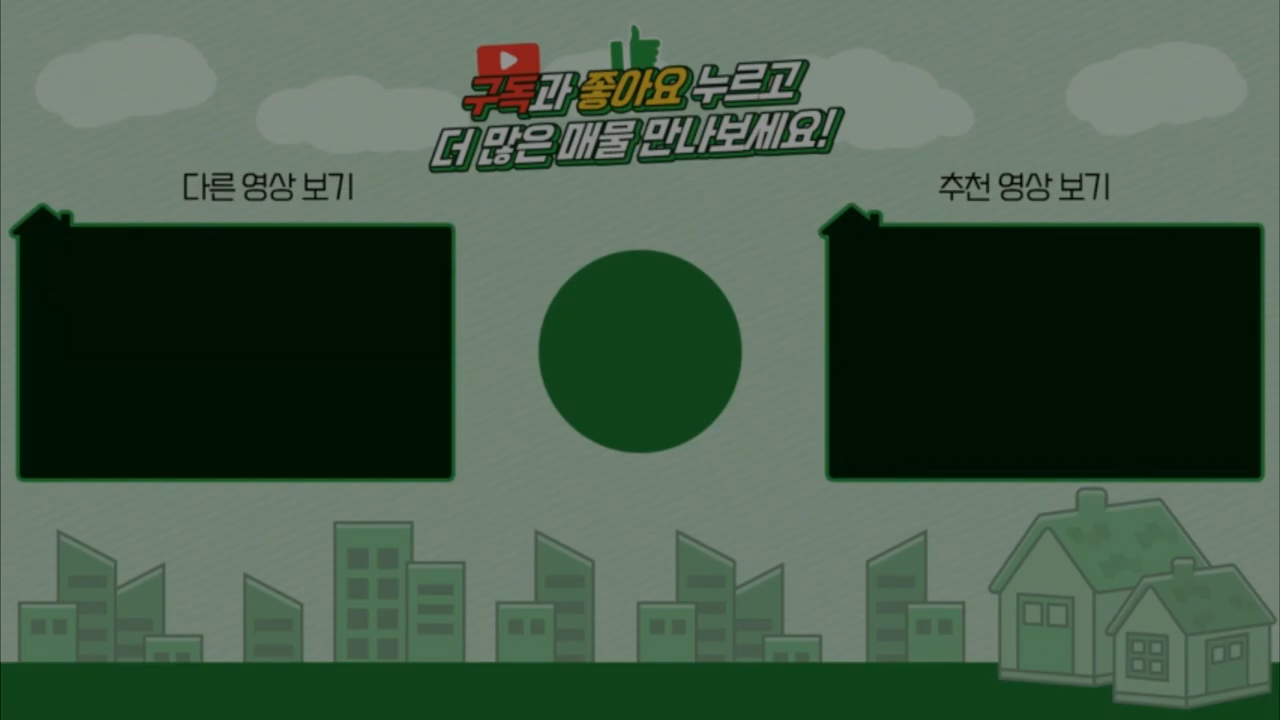 구독과 좋아요 누르고
더 많은 매물 만나보세요!
다른 영상 보기
추천 영상 보기